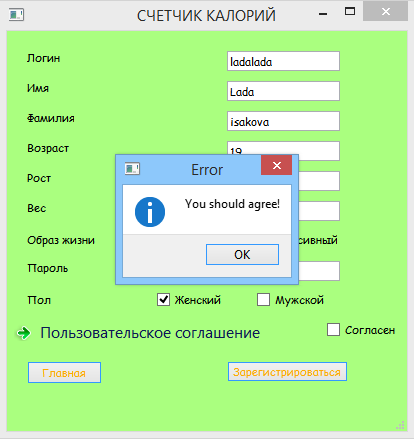 СЧЕТЧИК КАЛОРИЙ
Логин ladalada
Имя Lada
Фамилия isakova
Возраст 19
Рост
Вес
Образ жизни
Пароль
Error
You should agree!
OK
Пол Женский Мужской
Пользовательское соглашение Согласен
Главная Зарегистрироваться